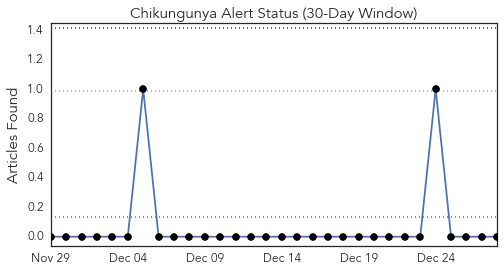 Chikungunya Alert Status (30-Day Window)
Articles Found
1.4
1.2
1.0
0.8
0.6
0.4
0.2
0.0
Nov 29 Dec 04 Dec 09 Dec 14 Dec 19 Dec 24